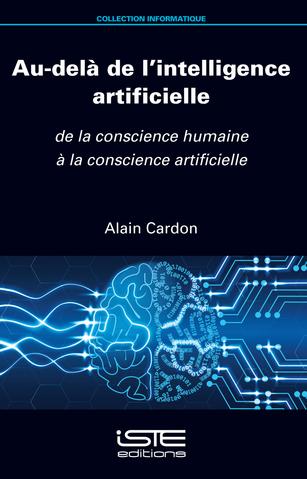 COLLECTION INFORMATIQUE
Au-delà de l’intelligence
artificielle
de la conscience humaine
à la conscience artificielle
Alain Cardon
iSTE
editions